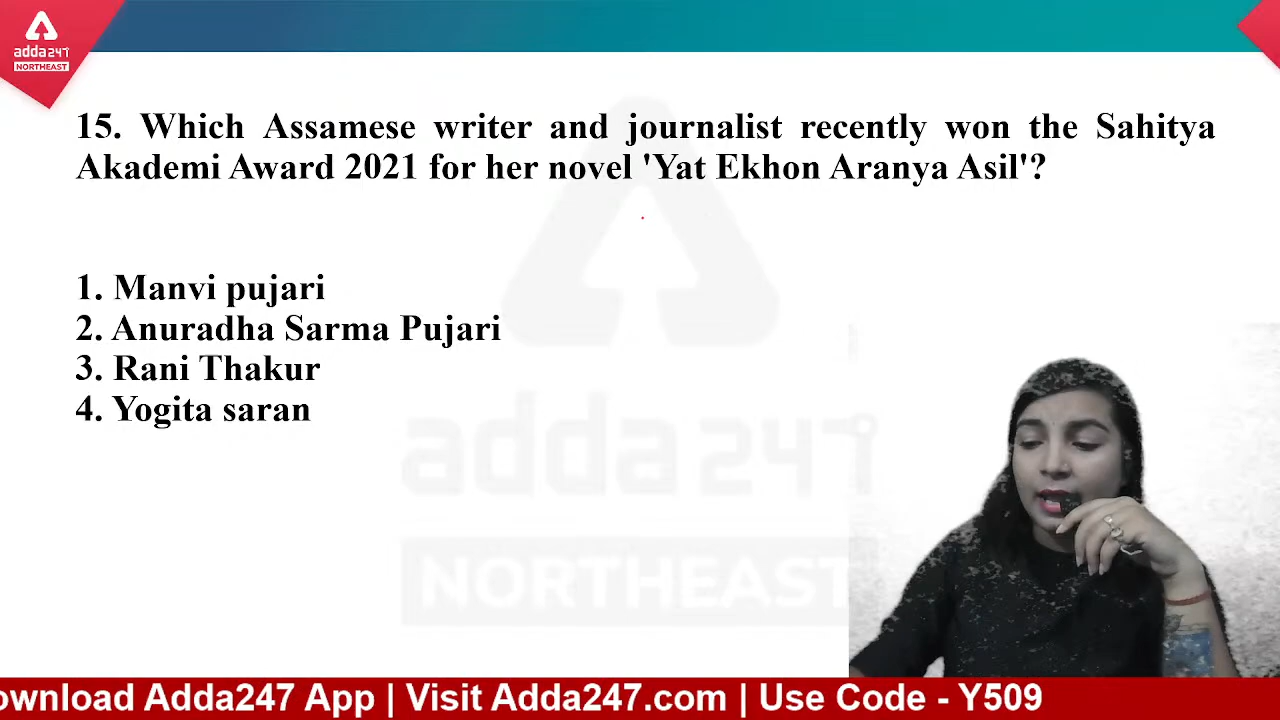 adda247
NORTHEAST
15. Which Assamese writer and journalist recently won the Sahitya
Akademi Award 2021 for her novel 'Yat Ekhon Aranya Asil'?
1. Manvi pujari
2. Anuradha Sarma Pujari
3. Rani Thakur
4. Yogita saran
adda247
NORTHEAST
ownload Adda247 App | Visit Adda247.com | Use Code - Y509